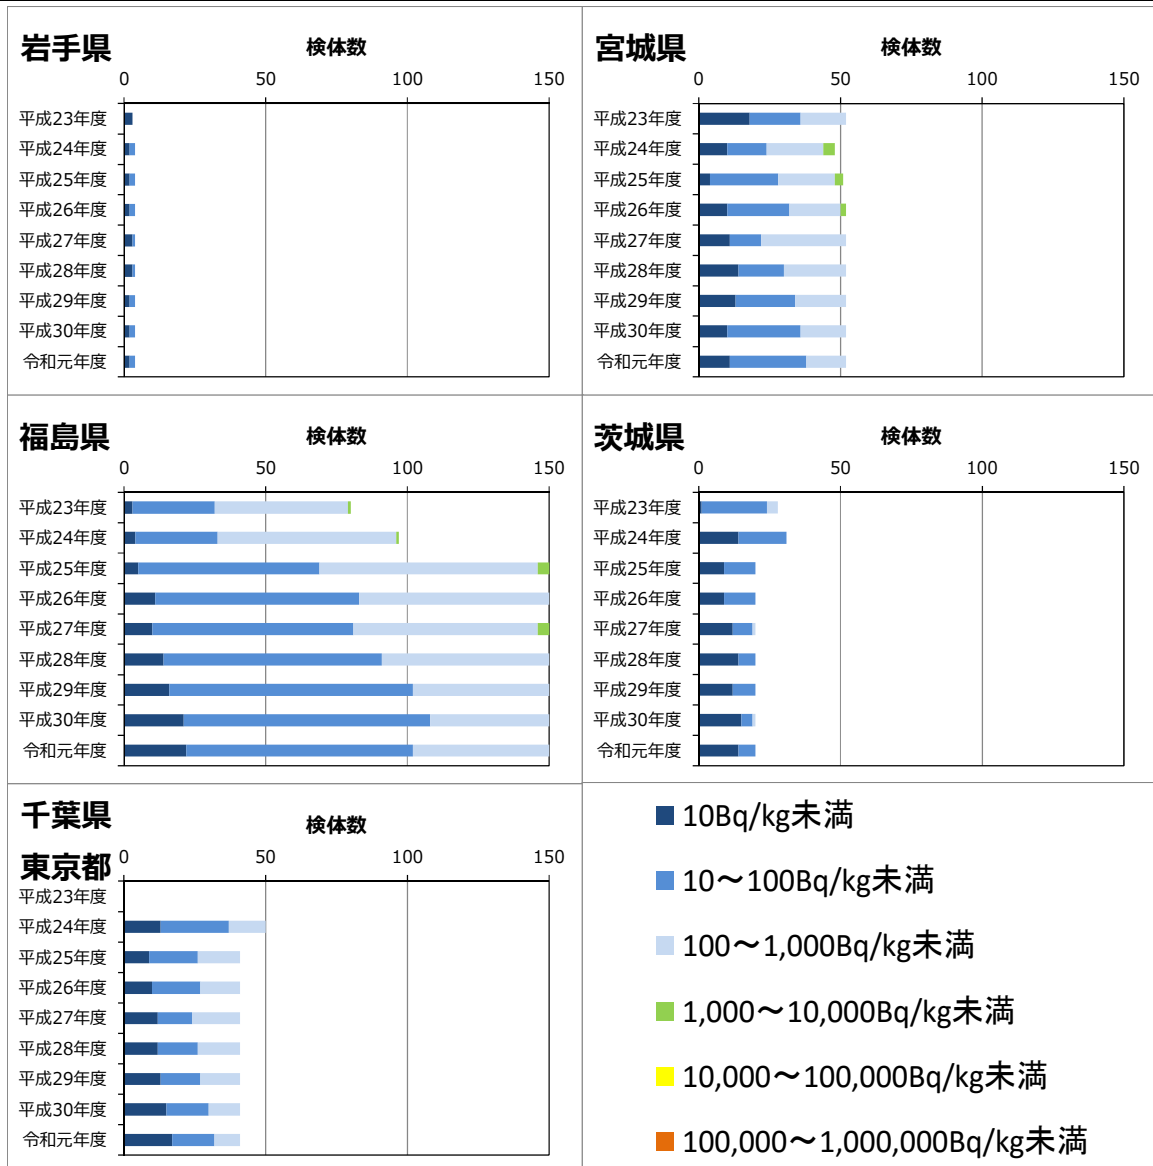 岩手県
検体数
0 50 100 150
平成23年度
平成24年度
平成25年度
平成26年度
平成27年度
平成28年度
平成29年度
平成30年度
令和元年度
宮城県
検体数
0 50 100 150
平成23年度
平成24年度
平成25年度
平成26年度
平成27年度
平成28年度
平成29年度
平成30年度
令和元年度
福島県
検体数
0 50 100 150
平成23年度
平成24年度
平成25年度
平成26年度
平成27年度
平成28年度
平成29年度
平成30年度
令和元年度
茨城県
検体数
0 50 100 150
平成23年度
平成24年度
平成25年度
平成26年度
平成27年度
平成28年度
平成29年度
平成30年度
令和元年度
千葉県
東京都
検体数
0 50 100 150
平成23年度
平成24年度
平成25年度
平成26年度
平成27年度
平成28年度
平成29年度
平成30年度
令和元年度
10Bq/kg未満
10～100Bq/kg未満
100～1,000Bq/kg未満
1,000～10,000Bq/kg未満
10,000～100,000Bq/kg未満
100,000～1,000,000Bq/kg未満